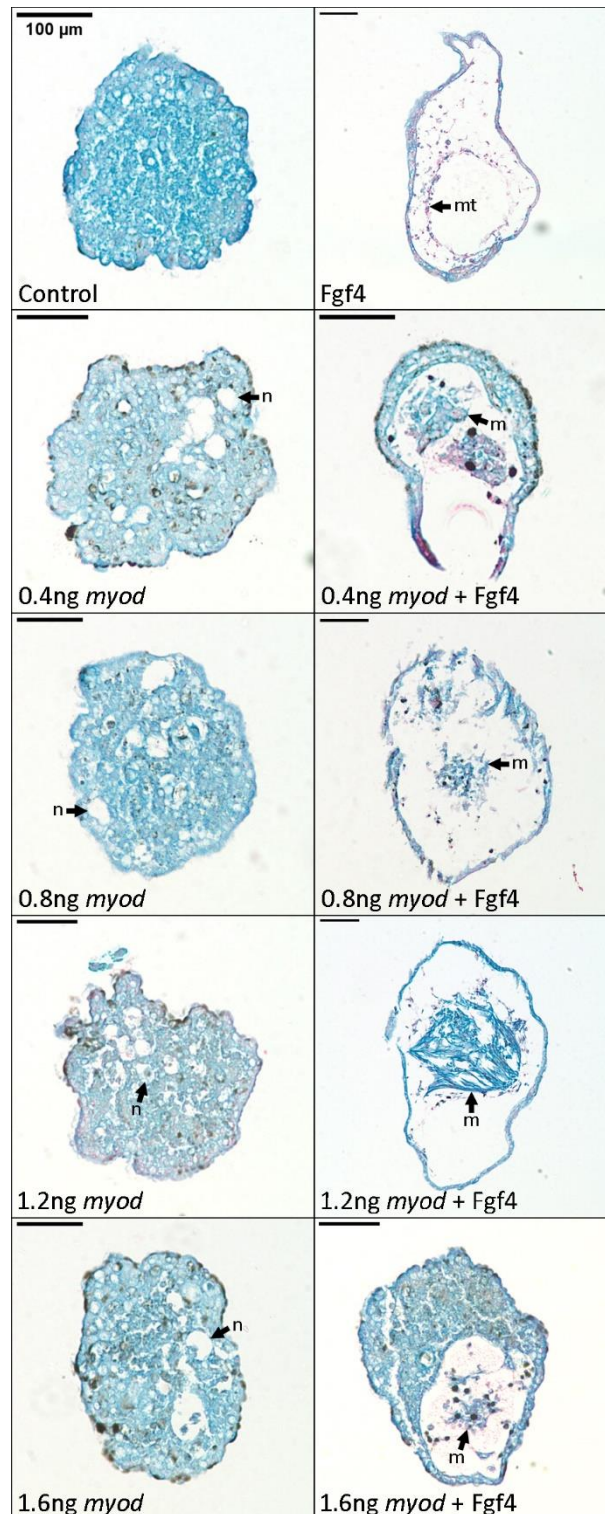 100 µm
mt
Control
Fgf4
n
m
0.4ng myod
0.4ng myod + Fgf4
n
m
0.8ng myod
0.8ng myod + Fgf4
n
m
1.2ng myod
1.2ng myod + Fgf4
n
m
1.6ng myod
1.6ng myod + Fgf4